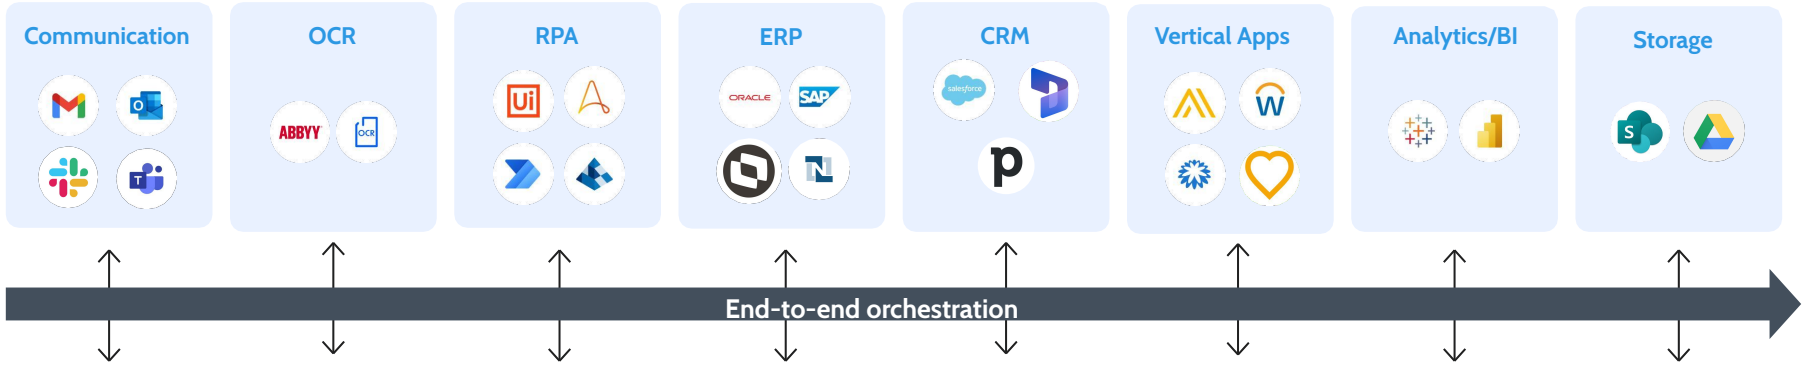 Communication
OCR
RPA
ERP
CRM
Vertical Apps
Analytics/BI
Storage
O
ABBYY
OCR
Ui
ORACLE
SAP
salesforce
W
S
T
N
p
End-to-end orchestration